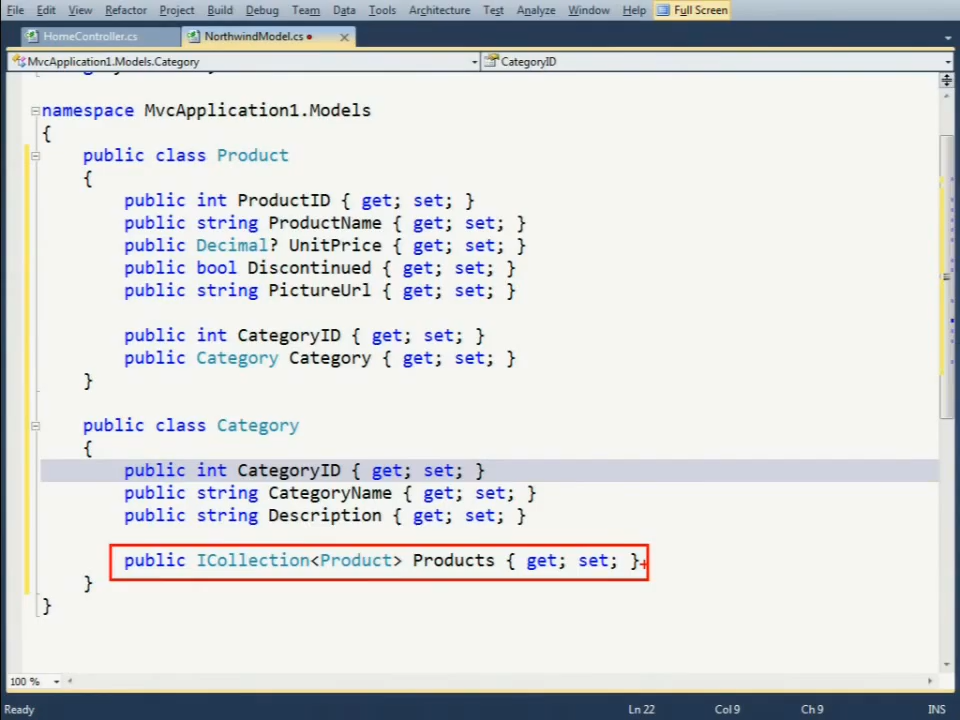 File Edit View Refactor Project Build Debug Team Data Tools Architecture Test Analyze Window Help Full Screen
HomeController.cs NorthwindModel.cs
MvcApplication1.Models.Category CategoryID
namespace MvcApplication1.Models
{
public class Product
{
public int ProductID { get; set; }
public string ProductName { get; set; }
public Decimal? UnitPrice { get; set; }
public bool Discontinued { get; set; }
public string PictureUrl { get; set; }
public int CategoryID { get; set; }
public Category Category { get; set; }
}
public class Category
{
public int CategoryID { get; set; }
public string CategoryName { get; set; }
public string Description { get; set; }
public ICollection<Product> Products { get; set; }
}
}
100 %
Ready Ln 22 Col 9 Ch 9 INS